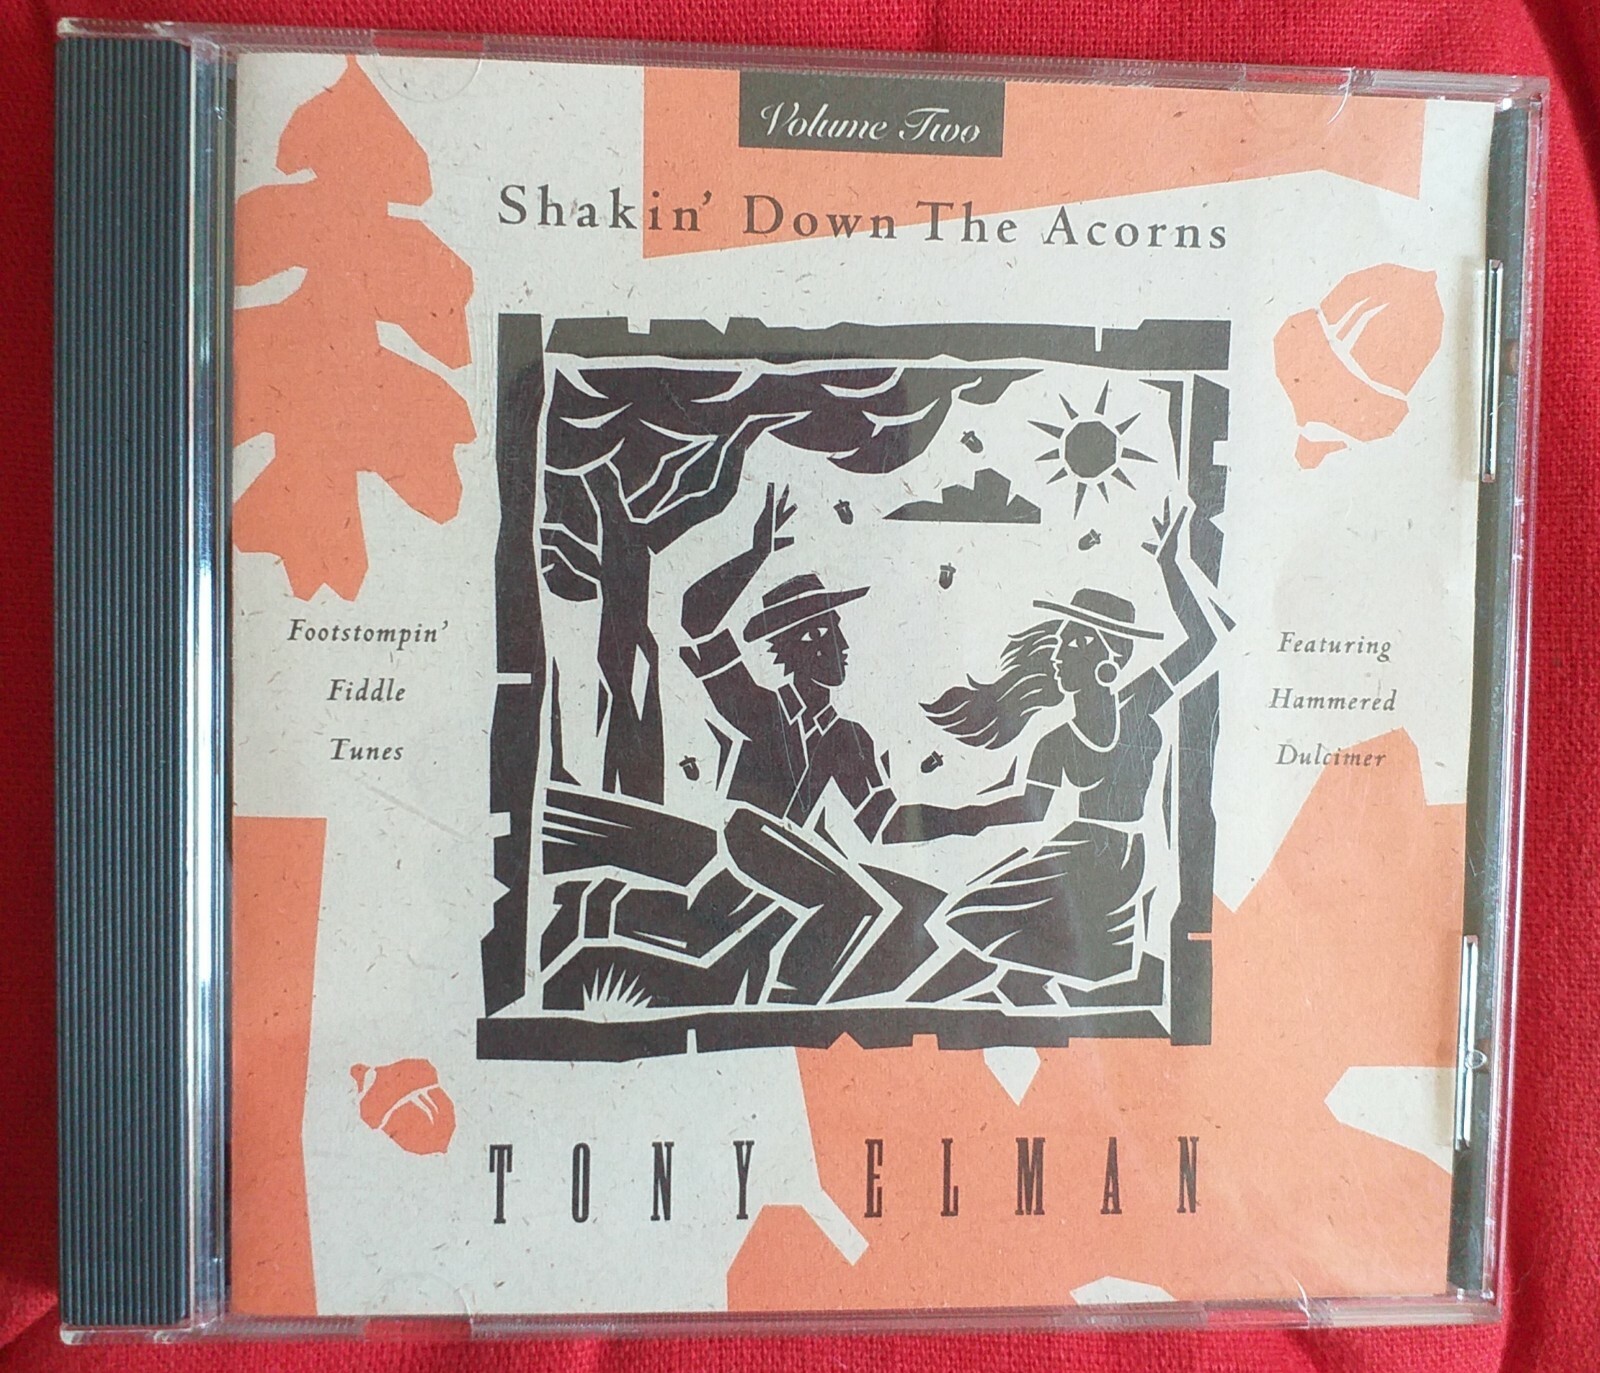 Volume Two
Shakin' Down The Acorns
Footstompin'
Fiddle
Tunes
Featuring
Hammered
Dulcimer
TONY ELMAN